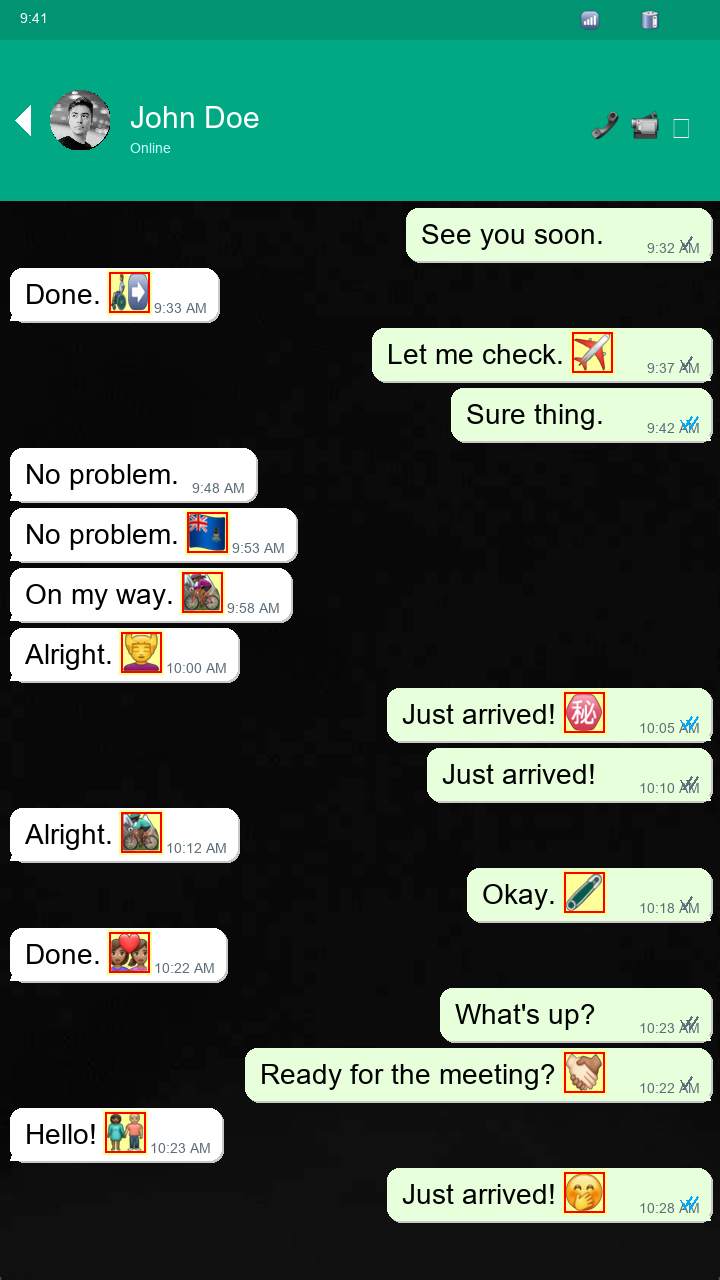 9:41
John Doe
Online
See you soon. 9:32 AM
Done. 9:33 AM
Let me check. 9:37 AM
Sure thing. 9:42 AM
No problem. 9:48 AM
No problem. 9:53 AM
On my way. 9:58 AM
Alright. 10:00 AM
Just arrived! ㊙ 10:05 AM
Just arrived! 10:10 AM
Alright. 10:12 AM
Okay. 10:18 AM
Done. 10:22 AM
What's up? 10:23 AM
Ready for the meeting? 10:22 AM
Hello! 10:23 AM
Just arrived! 10:28 AM